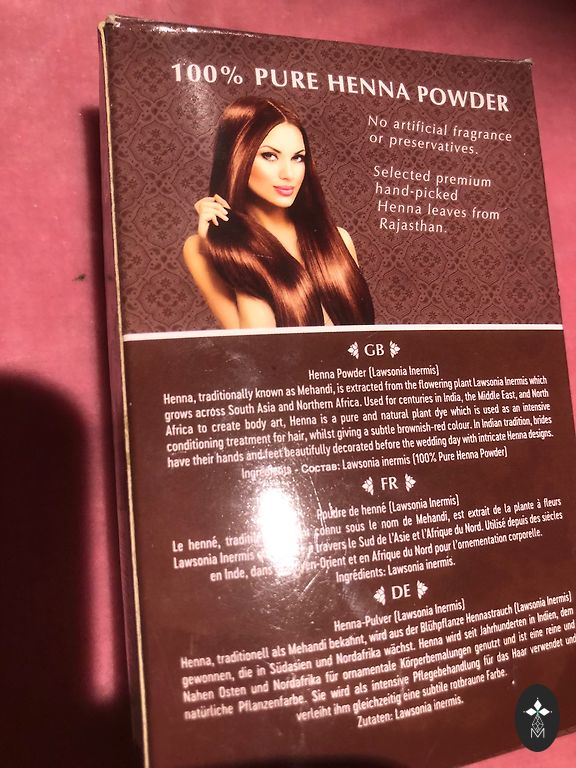 100% PURE HENNA POWDER
No artificial fragrance
or preservatives.
Selected premium
hand-picked
Henna leaves from
Rajasthan.
GB
Henna Powder (Lawsonia Inermis)
Henna, traditionally known as Mehandi, is extracted from the flowering plant Lawsonia Inermis which
grows across South Asia and Northern Africa. Used for centuries in India, the Middle East, and North
Africa to create body art, Henna is a pure and natural plant dye which is used as an intensive
conditioning treatment for hair, whilst giving a subtle brownish-red colour. In Indian tradition, brides
have their hands and feet beautifully decorated before the wedding day with intricate Henna designs.
Ingredients - Состав: Lawsonia inermis (100% Pure Henna Powder)
FR
Poudre de henné (Lawsonia Inermis)
Le henné, connu sous le nom de Mehandi, est extrait de la plante à fleurs
Lawsonia Inermis travers le Sud de l'Asie et l'Afrique du Nord. Utilisé depuis des siècles
en Inde, dans et en Afrique du Nord pour l'ornementation corporelle.
Ingrédients: Lawsonia inermis.
DE
Henna-Pulver (Lawsonia Inermis)
Henna, traditionell als Mehandi bekahnt, wird aus der Blühpflanze Hennastrauch (Lawsonia Inermis)
gewonnen, die in Südasien und Nordafrika wächst. Henna wird seit Jahrhunderten in Indien, dem
Nahen Osten und Nordafrika für ornamentale Körperbemalungen genutzt und ist eine reine und
natürliche Pflanzenfarbe. Sie wird als intensive Pflegebehandlung für das Haar verwendet und
verleiht ihm gleichzeitig eine subtile rotbraune Farbe.
Zutaten: Lawsonia inermis.